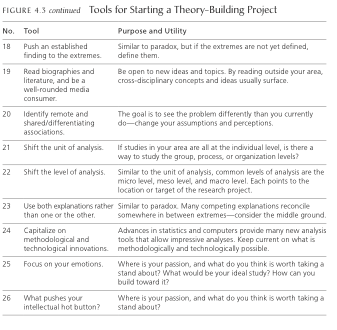 FIGURE 4.3 continued Tools for Starting a Theory-Building Project
No. Tool Purpose and Utility
18 Push an established Similar to paradox, but if the extremes are not yet defined,
finding to the extremes. define them.
19 Read biographies and Be open to new ideas and topics. By reading outside your area,
literature, and be a cross-disciplinary concepts and ideas usually surface.
well-rounded media
consumer.
20 Identify remote and The goal is to see the problem differently than you currently
shared/differentiating do—change your assumptions and perceptions.
associations.
21 Shift the unit of analysis. If studies in your area are all at the individual level, is there a
way to study the group, process, or organization levels?
22 Shift the level of analysis. Similar to the unit of analysis, common levels of analysis are the
micro level, meso level, and macro level. Each points to the
location or target of the research project.
23 Use both explanations rather Similar to paradox. Many competing explanations reconcile
than one or the other. somewhere in between extremes—consider the middle ground.
24 Capitalize on Advances in statistics and computers provide many new analysis
methodological and tools that allow impressive analyses. Keep current on what is
technological innovations. methodologically and technologically possible.
25 Focus on your emotions. Where is your passion, and what do you think is worth taking a
stand about? What would be your ideal study? How can you
build toward it?
26 What pushes your Where is your passion, and what do you think is worth taking a
intellectual hot button? stand about?